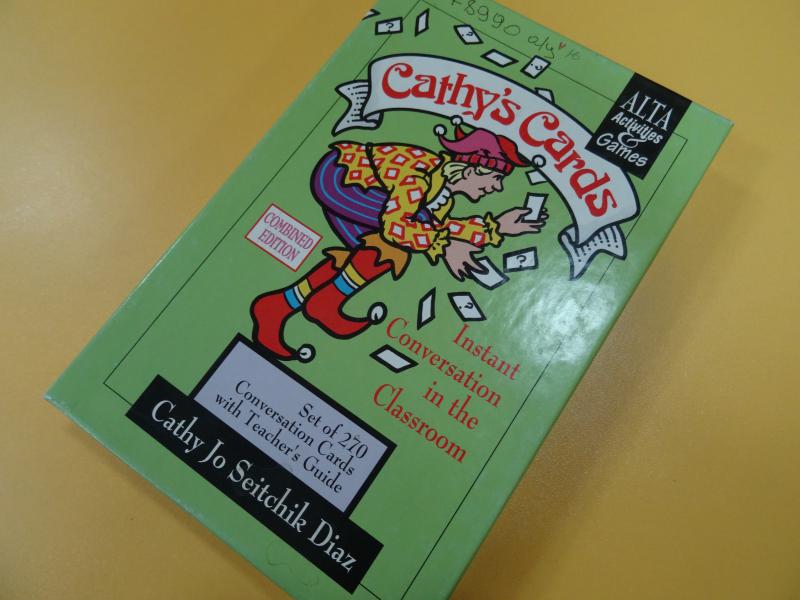 F8990
ALTA
Activities
&
Games
Cathy's Cards
COMBINED
EDITION
?
?
Instant
Conversation
in the
Classroom
Set of 270
Conversation Cards
with Teacher's Guide
Cathy Jo Seitchik Diaz